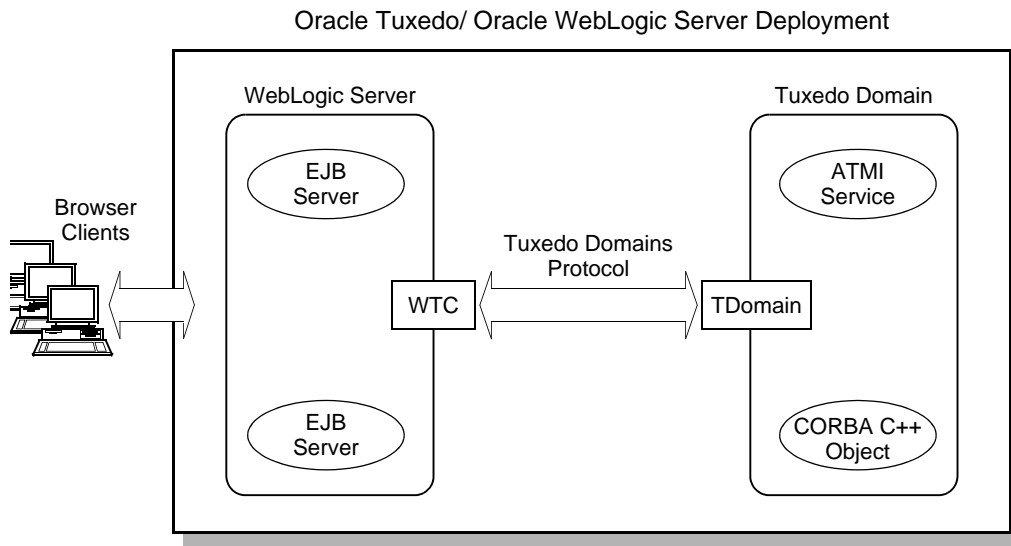 Oracle Tuxedo/ Oracle WebLogic Server Deployment
WebLogic Server
Tuxedo Domain
EJB
Server
ATMI
Service
Browser
Clients
Tuxedo Domains
Protocol
WTC
TDomain
EJB
Server
CORBA C++
Object